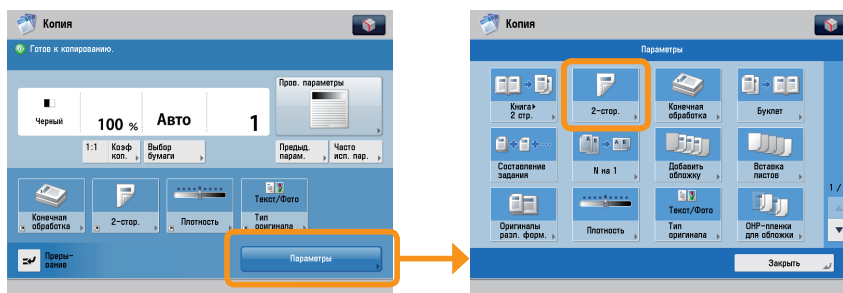 Копия
Готов к копированию.
Пров. параметры
Черный
100 %
Авто
1
1:1
Коэф
коп.
Выбор
бумаги
Предыд.
парам.
Часто
исп. пар.
Конечная
обработка
2-стор.
Плотность
Текст/Фото
Тип
оригинала
Преры-
вание
Параметры
Копия
Параметры
Книга▸
2 стр.
2-стор.
Конечная
обработка
Буклет
Составление
задания
N на 1
Добавить
обложку
Вставка
листов
Оригиналы
разл. форм.
Плотность
Текст/Фото
Тип
оригинала
OHP-пленки
для обложки
1/
Закрыть